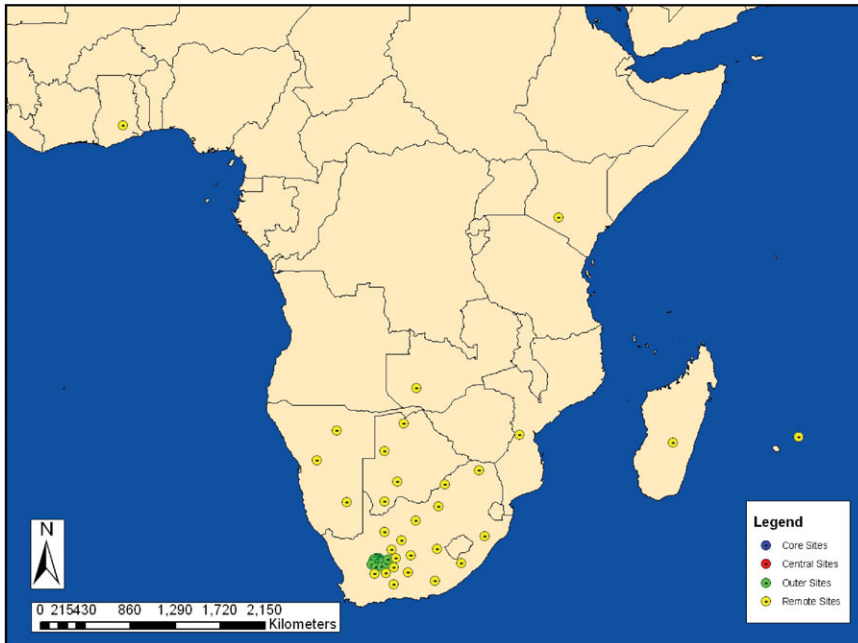 N
0 215430 860 1,290 1,720 2,150
Kilometers
Legend
Core Sites
Central Sites
Outer Sites
Remote Sites